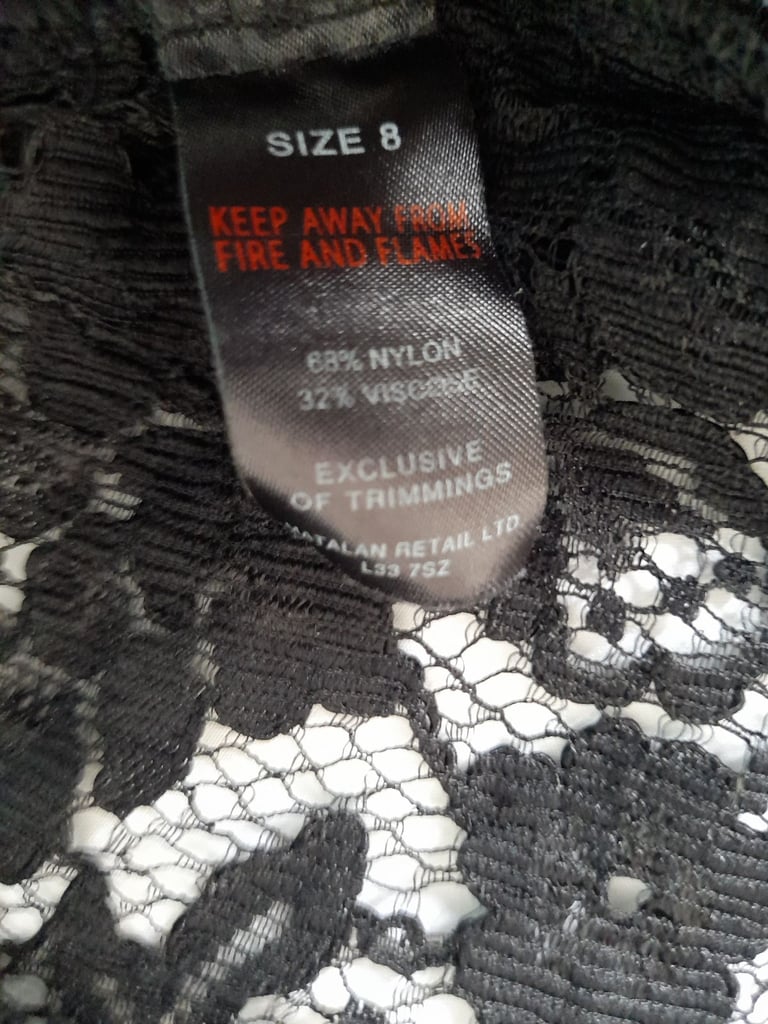 SIZE 8
KEEP AWAY FROM
FIRE AND FLAMES
68% NYLON
32% VISCOSE
EXCLUSIVE
OF TRIMMINGS
MATALAN RETAIL LTD
L33 7SZ